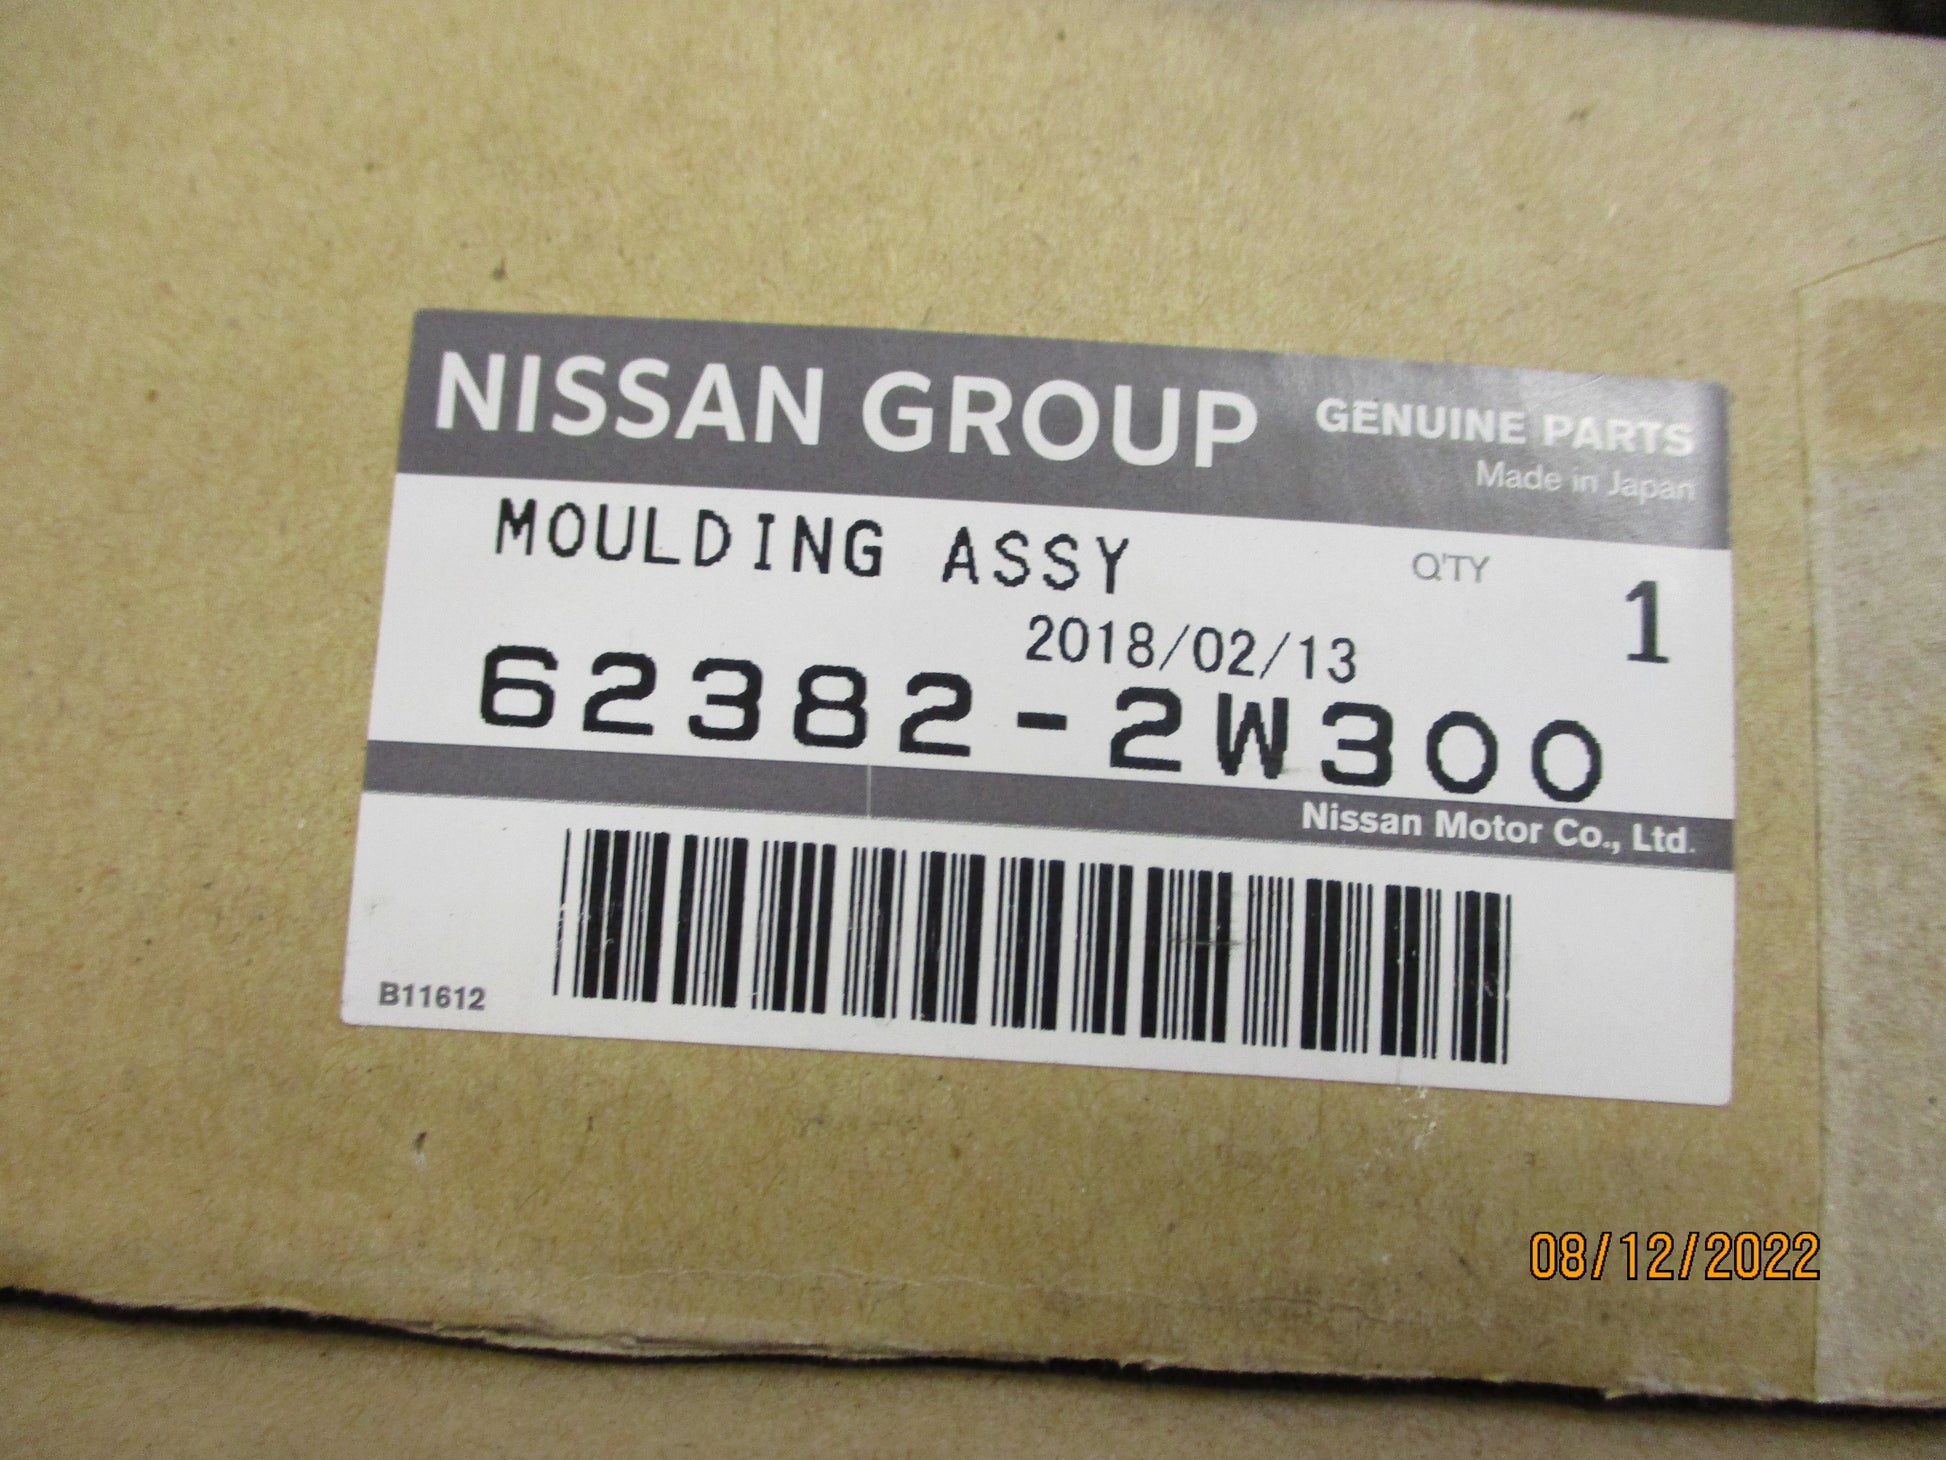 NISSAN GROUP
GENUINE PARTS
Made in Japan
MOULDING ASSY
Q'TY
1
2018/02/13
62382-2W300
Nissan Motor Co., Ltd.
B11612
08/12/2022